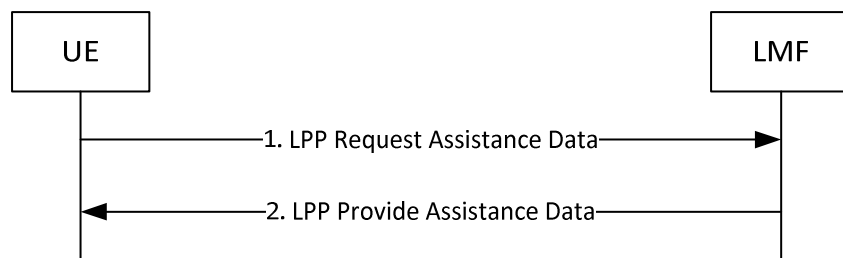 UE
LMF
1. LPP Request Assistance Data
2. LPP Provide Assistance Data